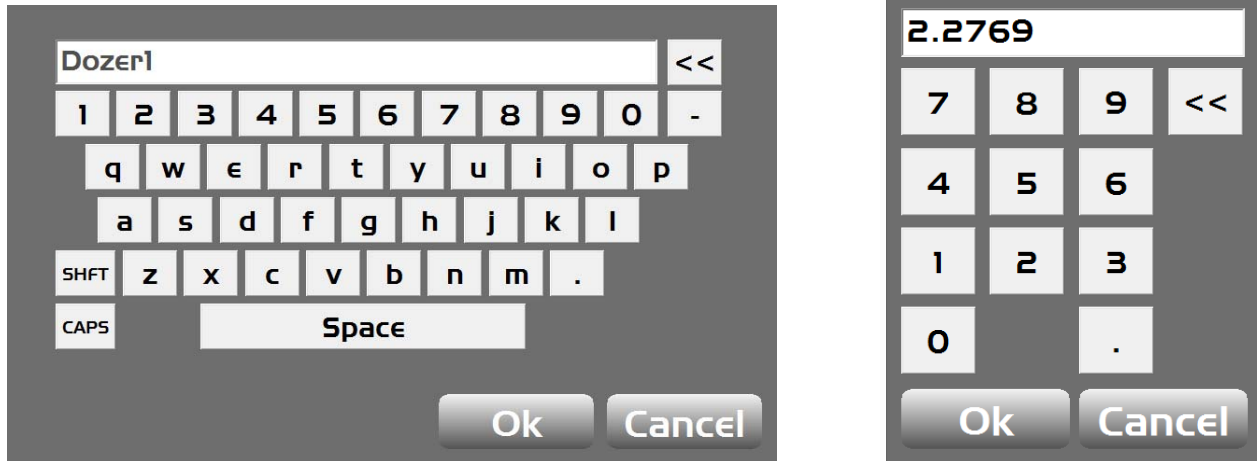 Dozer1 <<
1 2 3 4 5 6 7 8 9 0 -
q w e r t y u i o p
a s d f g h j k l
SHFT z x c v b n m .
CAPS Space
Ok Cancel
2.2769
7 8 9 <<
4 5 6
1 2 3
0 .
Ok Cancel